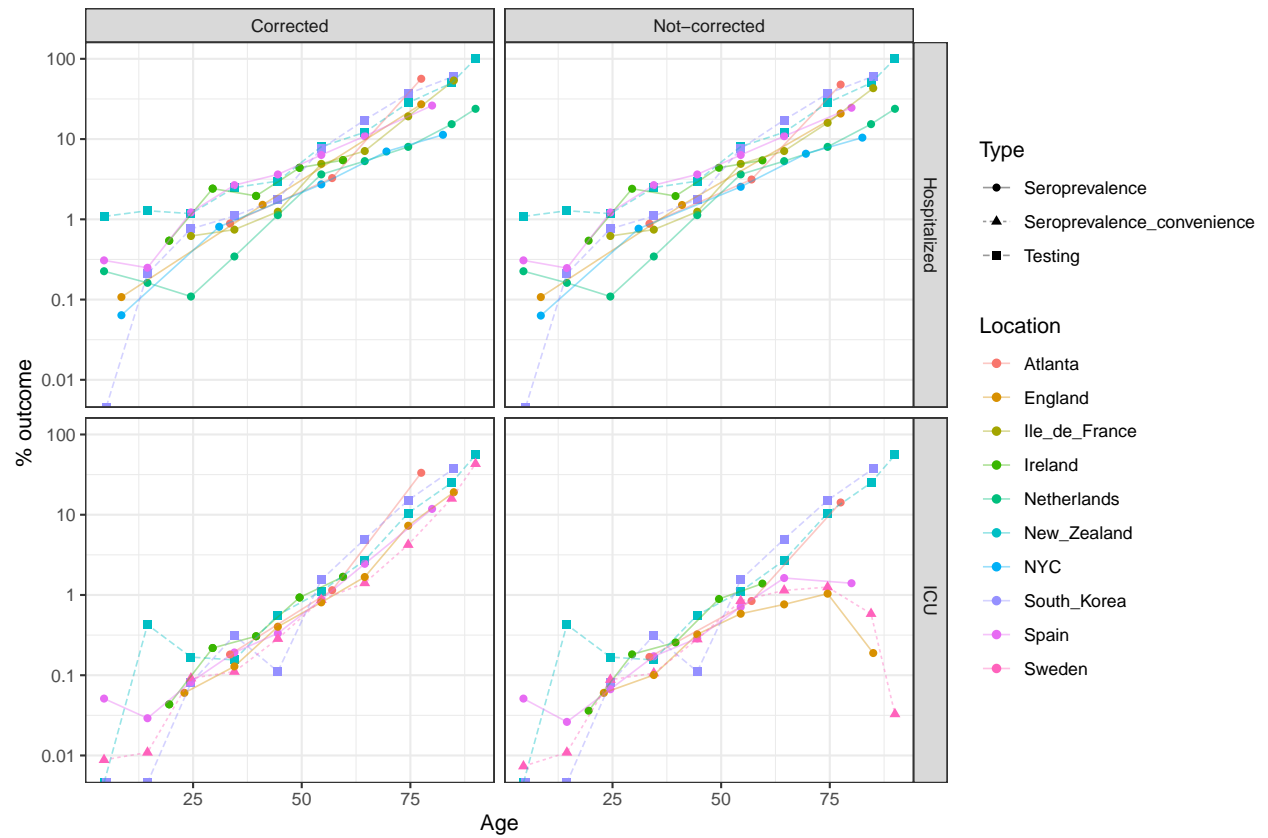 Corrected
Not−corrected
100
10
1
0.1
0.01
Hospitalized
100
10
1
0.1
0.01
ICU
% outcome
25
50
75
25
50
75
Age
Type
Seroprevalence
Seroprevalence_convenience
Testing
Location
Atlanta
England
Ile_de_France
Ireland
Netherlands
New_Zealand
NYC
South_Korea
Spain
Sweden